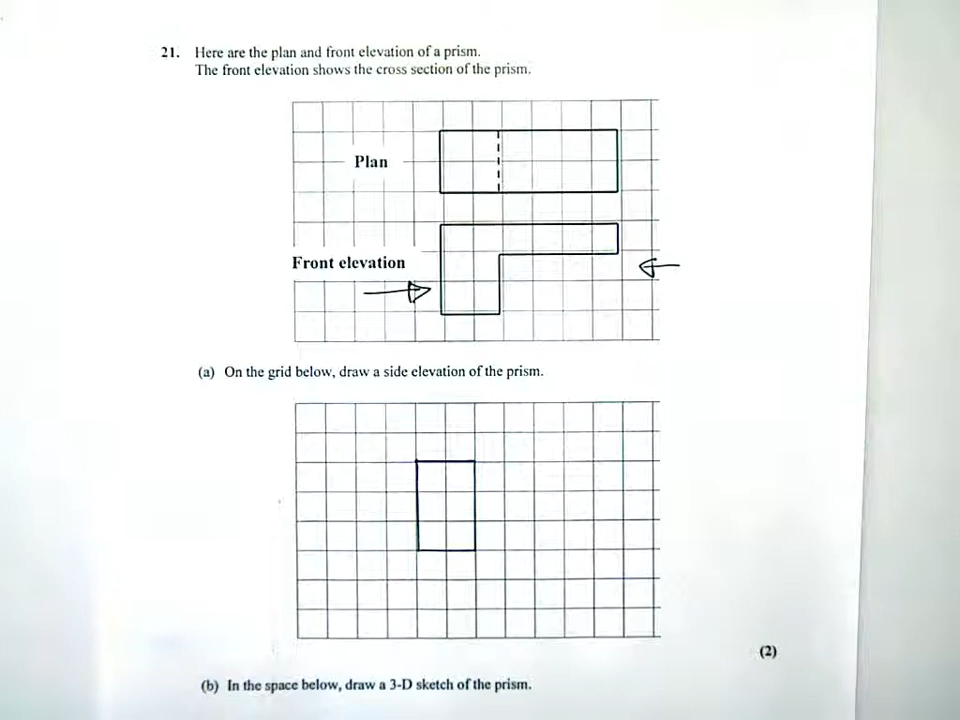 21. Here are the plan and front elevation of a prism.
The front elevation shows the cross section of the prism.
Plan
Front elevation
(a) On the grid below, draw a side elevation of the prism.
(2)
(b) In the space below, draw a 3-D sketch of the prism.